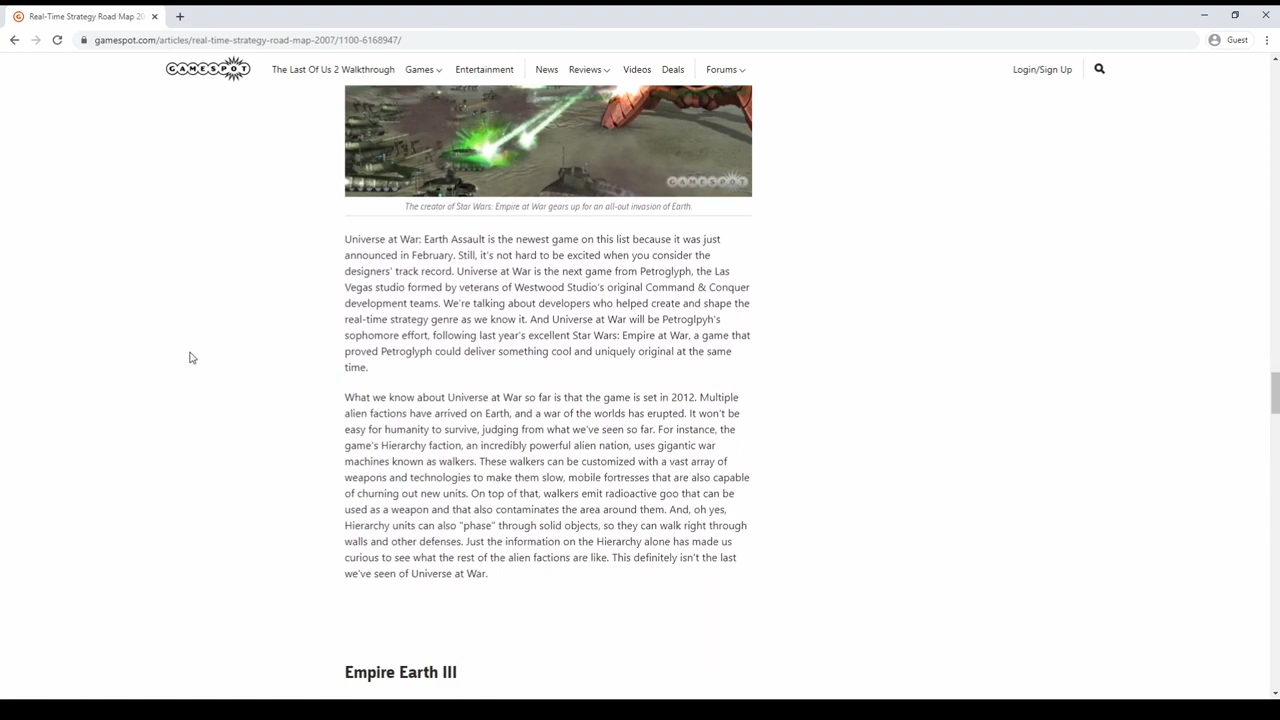 Real-Time Strategy Road Map 20
gamespot.com/articles/real-time-strategy-road-map-2007/1100-6168947/
Guest
GAMESPOT
The Last Of Us 2 Walkthrough
Games
Entertainment
News
Reviews
Videos
Deals
Forums
Login/Sign Up
GAMESPOT
The creator of Star Wars: Empire at War gears up for an all-out invasion of Earth.
Universe at War: Earth Assault is the newest game on this list because it was just
announced in February. Still, it's not hard to be excited when you consider the
designers' track record. Universe at War is the next game from Petroglyph, the Las
Vegas studio formed by veterans of Westwood Studio's original Command & Conquer
development teams. We're talking about developers who helped create and shape the
real-time strategy genre as we know it. And Universe at War will be Petroglpyh's
sophomore effort, following last year's excellent Star Wars: Empire at War, a game that
proved Petroglyph could deliver something cool and uniquely original at the same
time.
What we know about Universe at War so far is that the game is set in 2012. Multiple
alien factions have arrived on Earth, and a war of the worlds has erupted. It won't be
easy for humanity to survive, judging from what we've seen so far. For instance, the
game's Hierarchy faction, an incredibly powerful alien nation, uses gigantic war
machines known as walkers. These walkers can be customized with a vast array of
weapons and technologies to make them slow, mobile fortresses that are also capable
of churning out new units. On top of that, walkers emit radioactive goo that can be
used as a weapon and that also contaminates the area around them. And, oh yes,
Hierarchy units can also "phase" through solid objects, so they can walk right through
walls and other defenses. Just the information on the Hierarchy alone has made us
curious to see what the rest of the alien factions are like. This definitely isn't the last
we've seen of Universe at War.
Empire Earth III